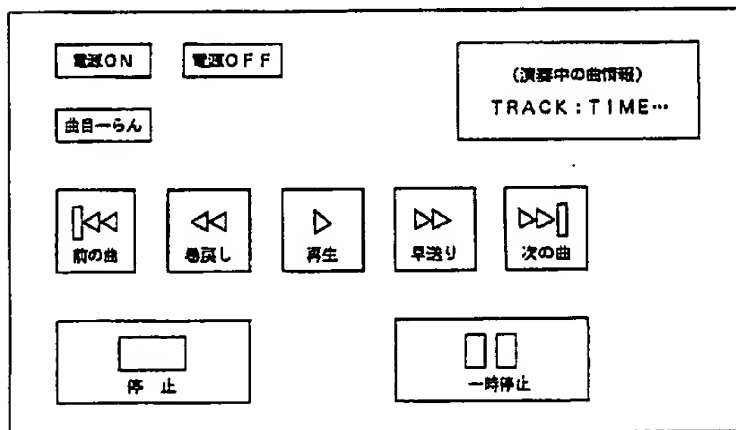 電源ON
電源OFF
(演奏中の曲情報)
TRACK:TIME…
曲目一らん
前の曲
巻戻し
再生
早送り
次の曲
停 止
一時停止